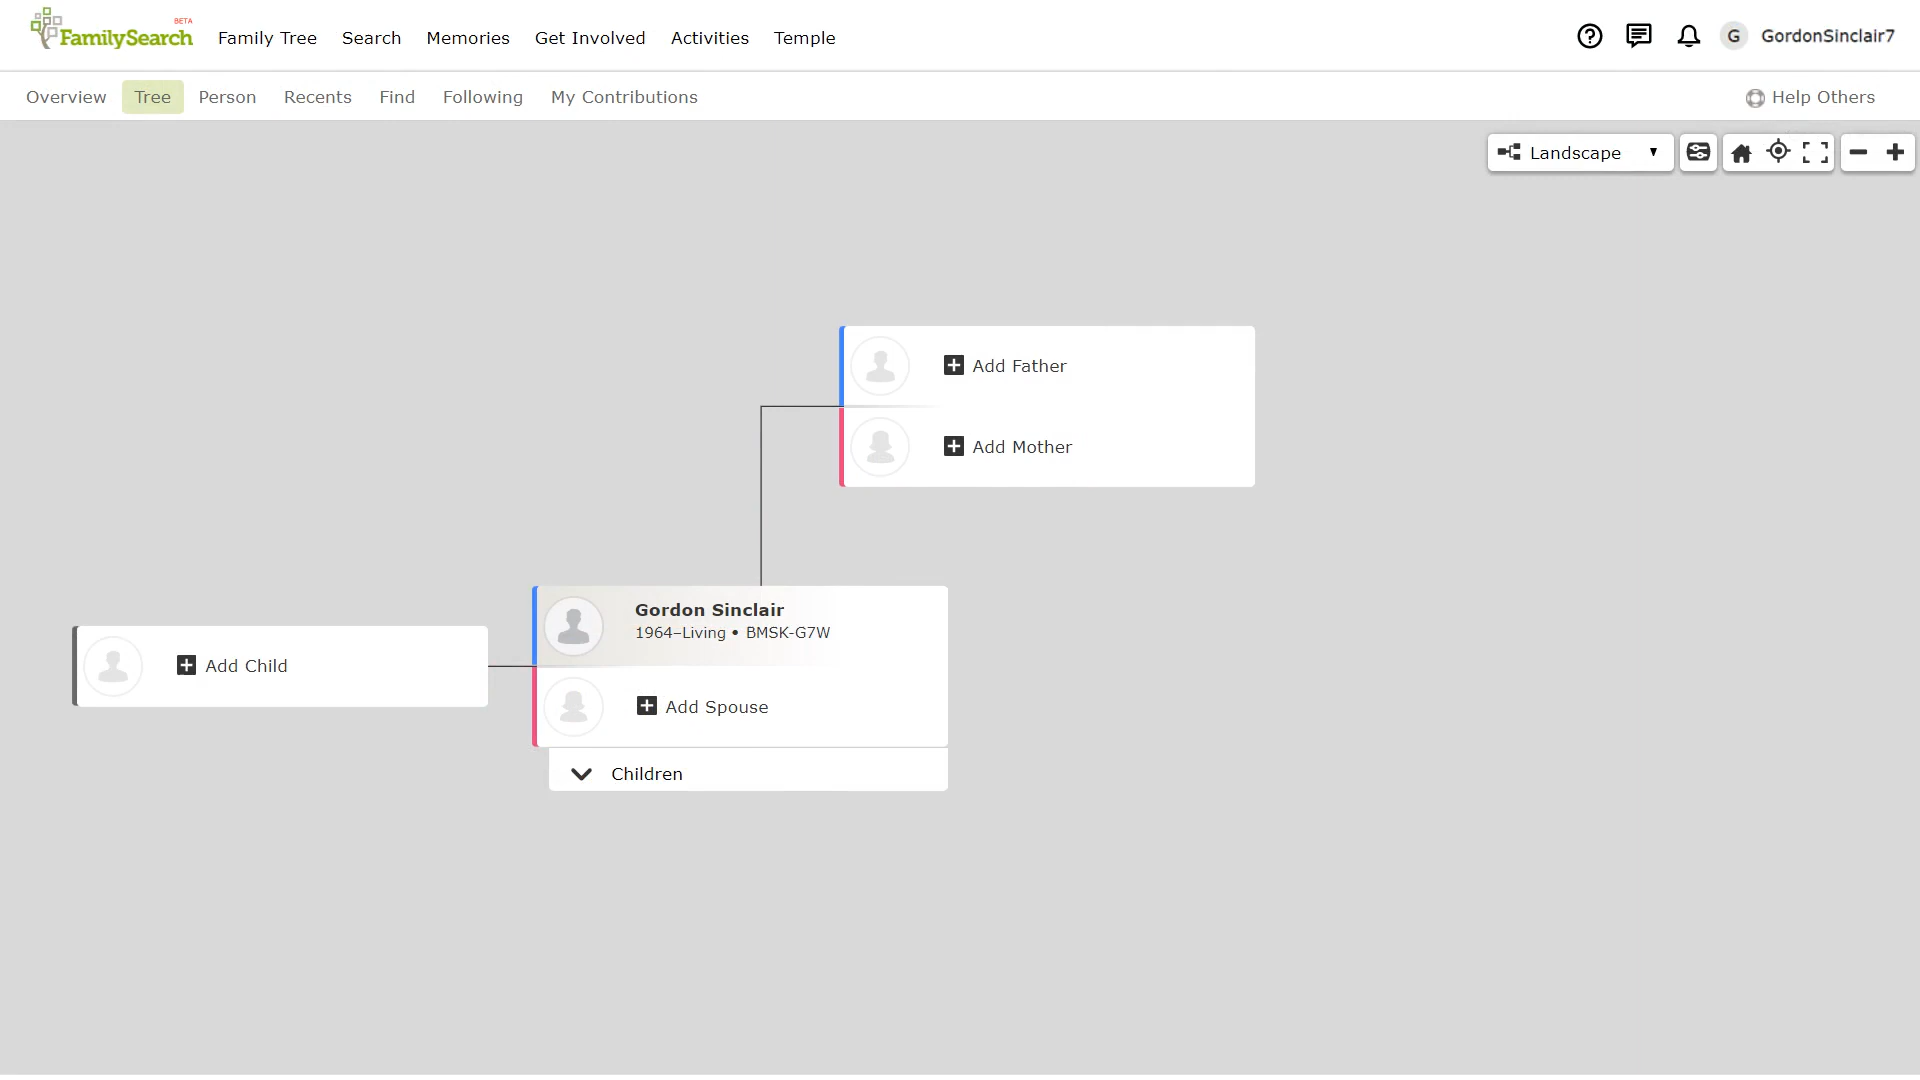 BETA
FamilySearch
Family Tree
Search
Memories
Get Involved
Activities
Temple
G
GordonSinclair7
Overview
Tree
Person
Recents
Find
Following
My Contributions
Help Others
Landscape
Add Father
Add Mother
Gordon Sinclair
1964–Living • BMSK-G7W
Add Child
Add Spouse
Children